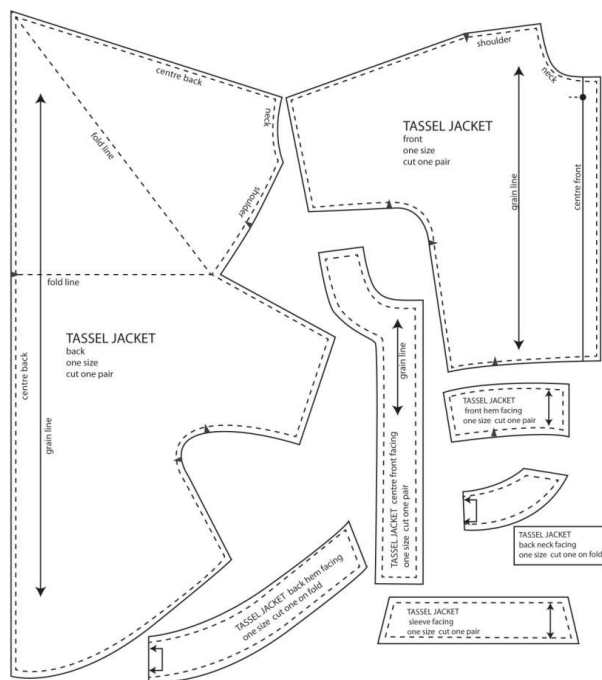 centre back
neck
fold line
shoulder
fold line
TASSEL JACKET
back
one size
cut one pair
centre back
grain line
shoulder
neck
TASSEL JACKET
front
one size
cut one pair
grain line
centre front
grain line
TASSEL JACKET centre front facing
one size cut one pair
TASSEL JACKET
front hem facing
one size cut one pair
TASSEL JACKET
back neck facing
one size cut one on fold
TASSEL JACKET back hem facing
one size cut one on fold
TASSEL JACKET
sleeve facing
one size cut one pair